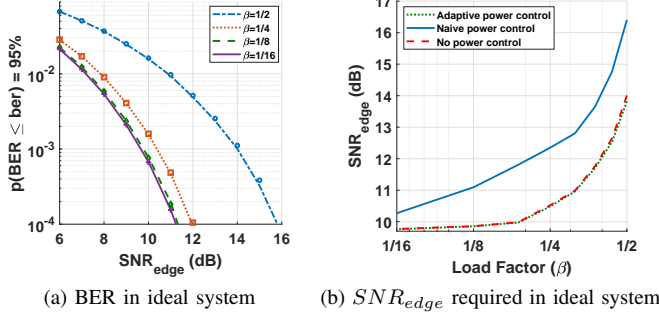 p(BER ≤ ber) = 95%
10^-2
10^-3
10^-4
6 8 10 12 14 16
SNR_edge (dB)
β=1/2
β=1/4
β=1/8
β=1/16
(a) BER in ideal system
SNR_edge (dB)
18
17
16
15
14
13
12
11
10
1/16 1/8 1/4 1/2
Load Factor (β)
Adaptive power control
Naive power control
No power control
(b) SNR_edge required in ideal system